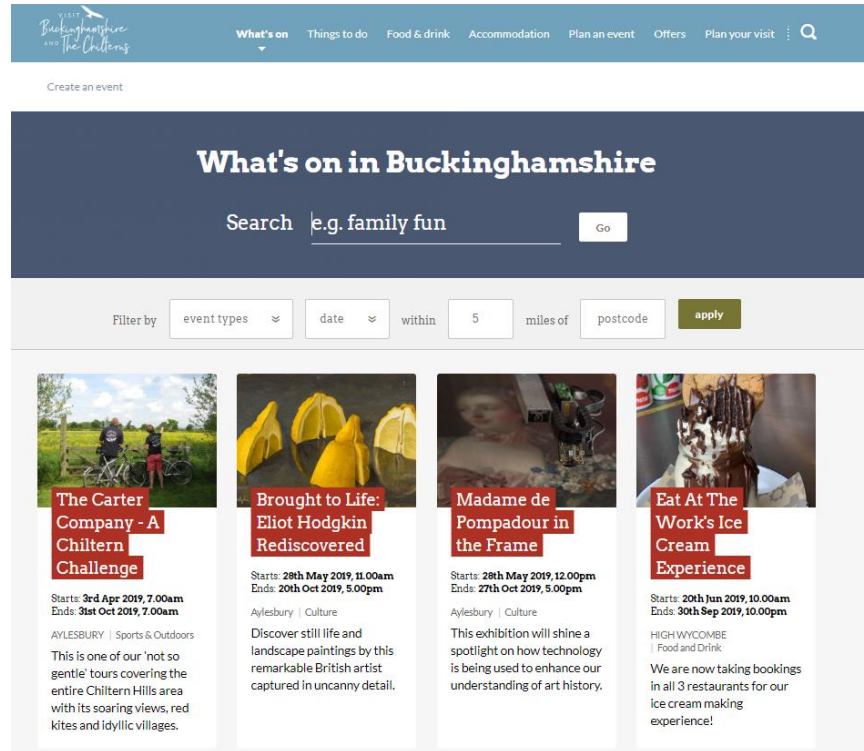 VISIT
Buckinghamshire
AND The Chilterns
What's on
Things to do
Food & drink
Accommodation
Plan an event
Offers
Plan your visit
Create an event
What's on in Buckinghamshire
Search e.g. family fun
Go
Filter by
event types
date
within
5
miles of
postcode
apply
The Carter
Company - A
Chiltern
Challenge
Starts: 3rd Apr 2019, 7.00am
Ends: 31st Oct 2019, 7.00am
AYLESBURY | Sports & Outdoors
This is one of our 'not so
gentle' tours covering the
entire Chiltern Hills area
with its soaring views, red
kites and idyllic villages.
Brought to Life:
Eliot Hodgkin
Rediscovered
Starts: 28th May 2019, 11.00am
Ends: 20th Oct 2019, 5.00pm
Aylesbury | Culture
Discover still life and
landscape paintings by this
remarkable British artist
captured in uncanny detail.
Madame de
Pompadour in
the Frame
Starts: 28th May 2019, 12.00pm
Ends: 27th Oct 2019, 5.00pm
Aylesbury | Culture
This exhibition will shine a
spotlight on how technology
is being used to enhance our
understanding of art history.
Eat At The
Work's Ice
Cream
Experience
Starts: 20th Jun 2019, 10.00am
Ends: 30th Sep 2019, 10.00pm
HIGH WYCOMBE
| Food and Drink
We are now taking bookings
in all 3 restaurants for our
ice cream making
experience!